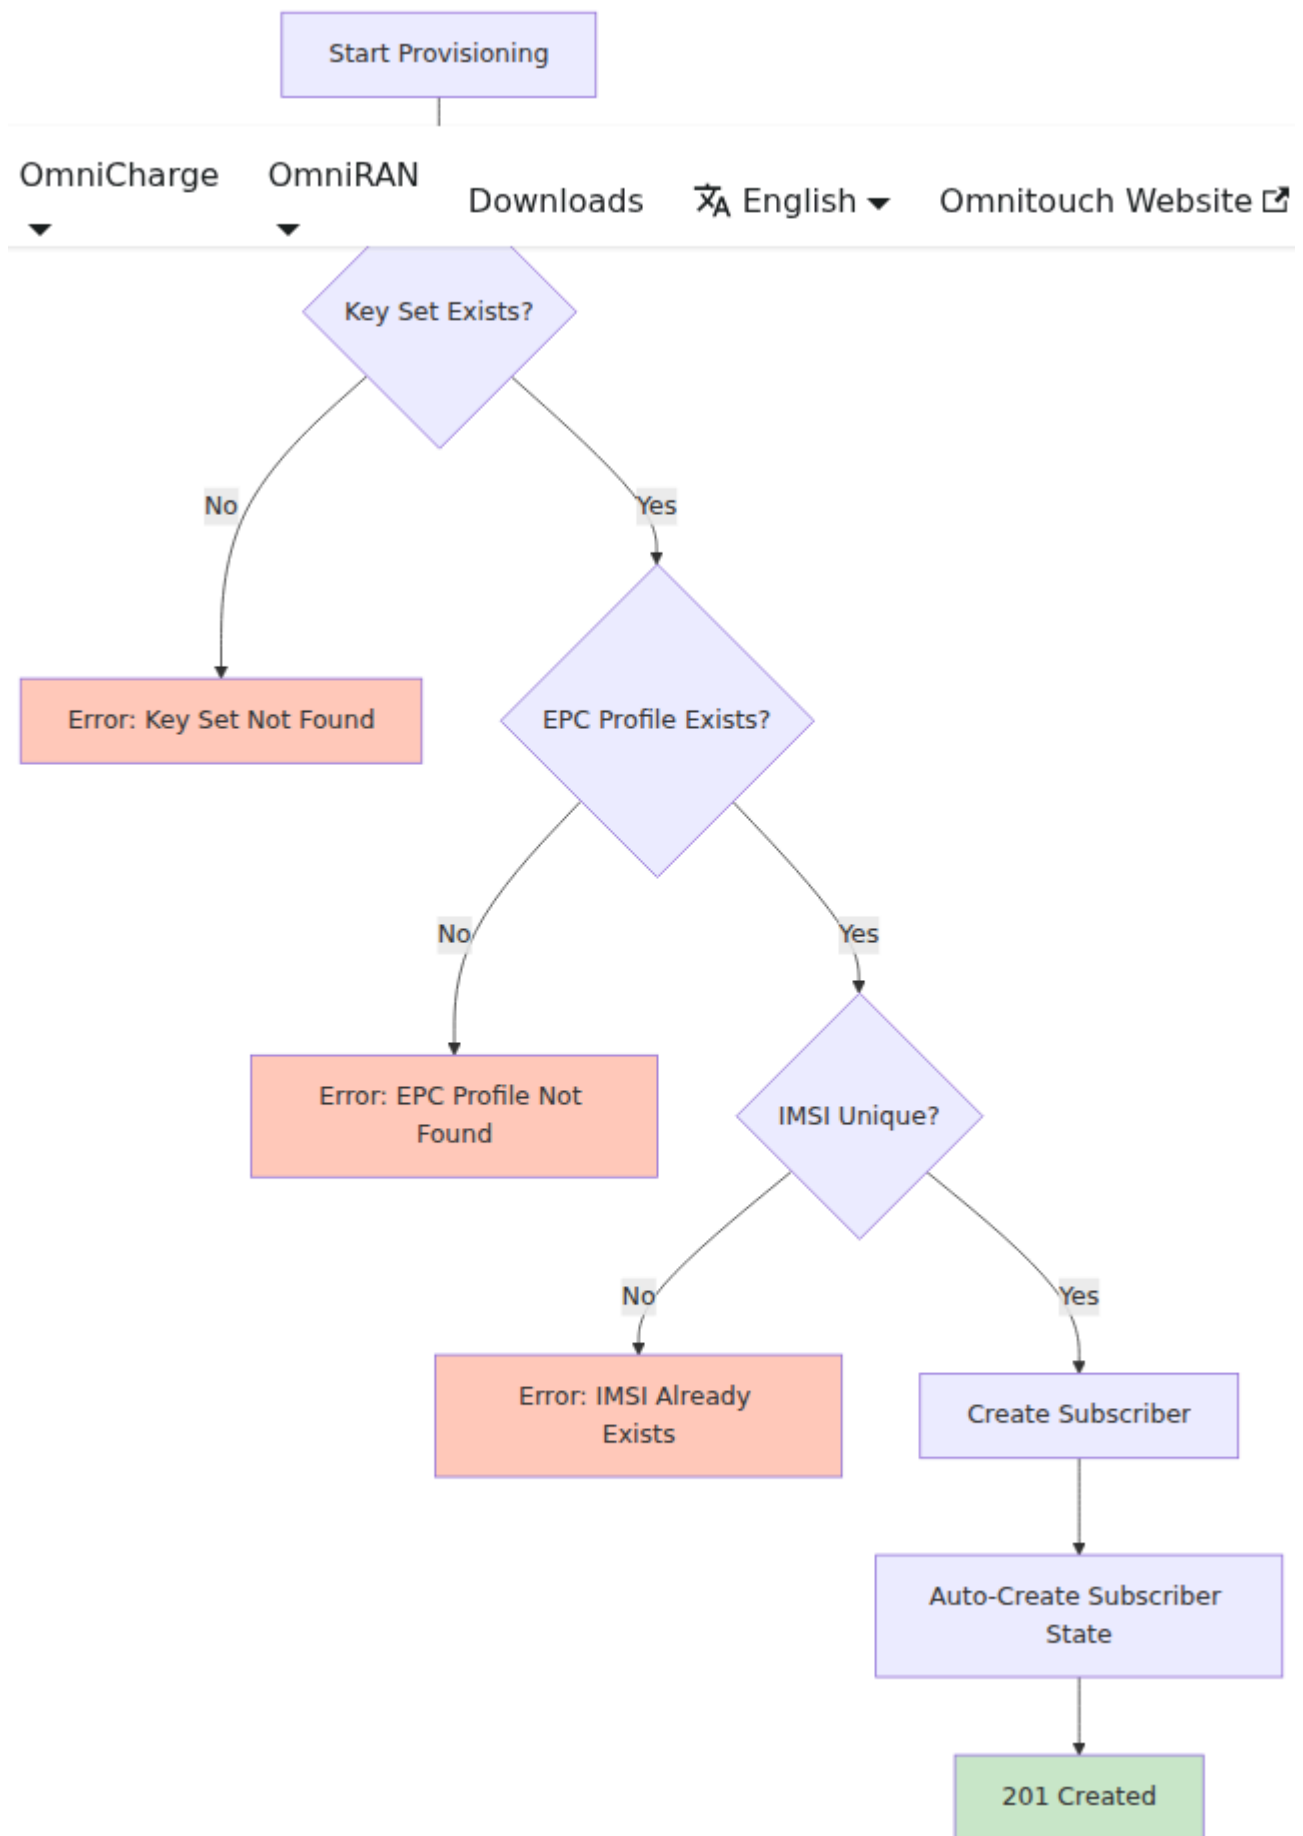 Start Provisioning
OmniCharge
OmniRAN
Downloads
English
Omnitouch Website
Key Set Exists?
No
Yes
Error: Key Set Not Found
EPC Profile Exists?
No
Yes
Error: EPC Profile Not
Found
IMSI Unique?
No
Yes
Error: IMSI Already
Exists
Create Subscriber
Auto-Create Subscriber
State
201 Created